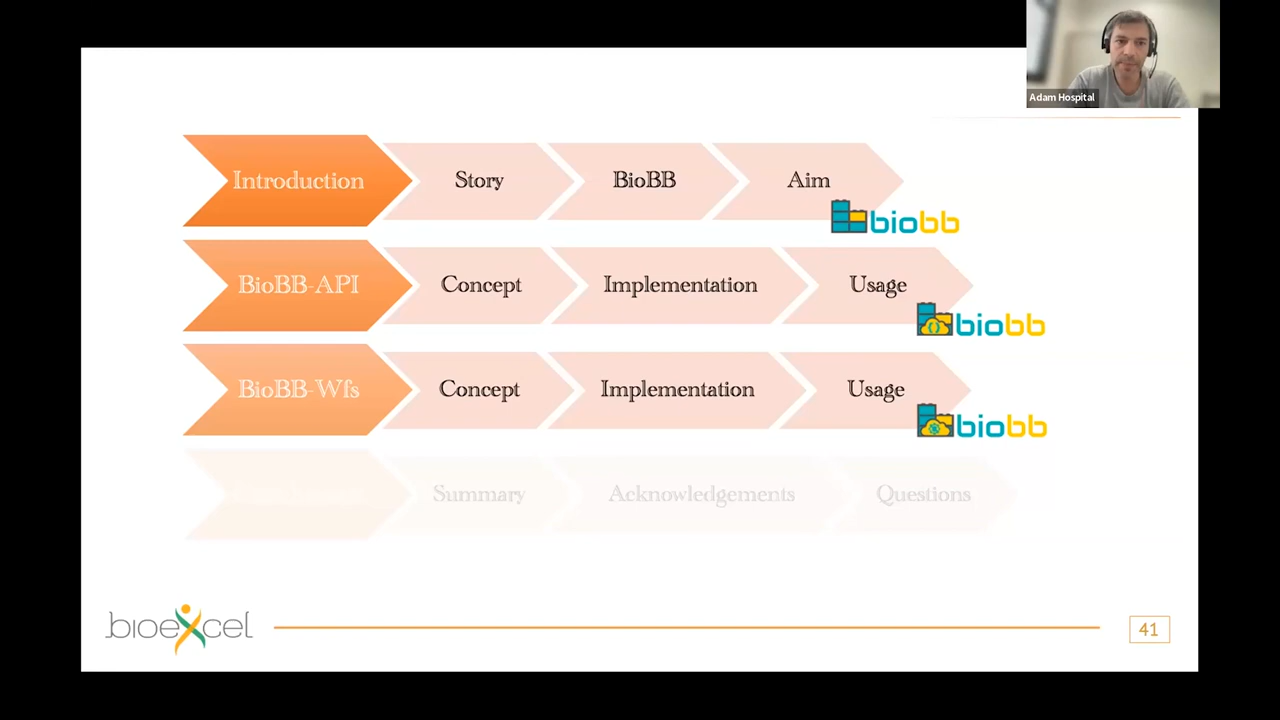 Adam Hospital
Introduction Story BioBB Aim
biobb
BioBB-API Concept Implementation Usage
biobb
BioBB-Wfs Concept Implementation Usage
biobb
Summary Acknowledgements Questions
bioexcel
41